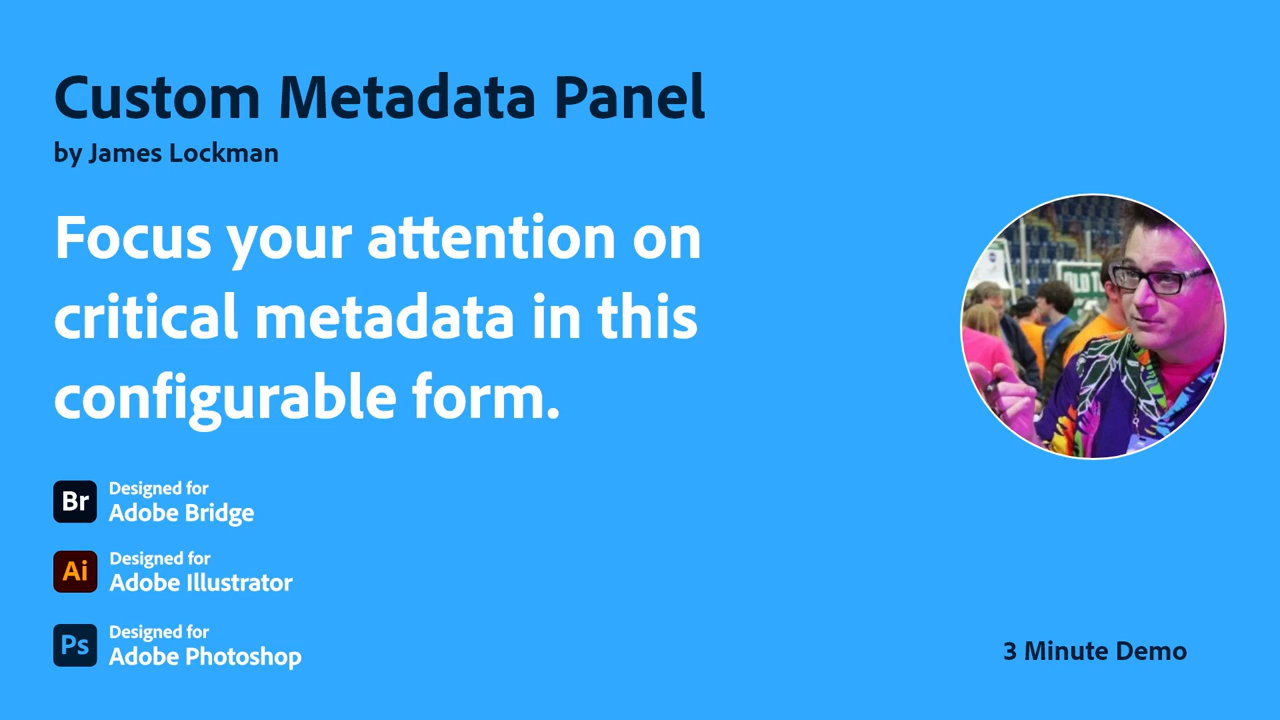 Custom Metadata Panel
by James Lockman
Focus your attention on
critical metadata in this
configurable form.
Br
Designed for
Adobe Bridge
Ai
Designed for
Adobe Illustrator
Ps
Designed for
Adobe Photoshop
3 Minute Demo